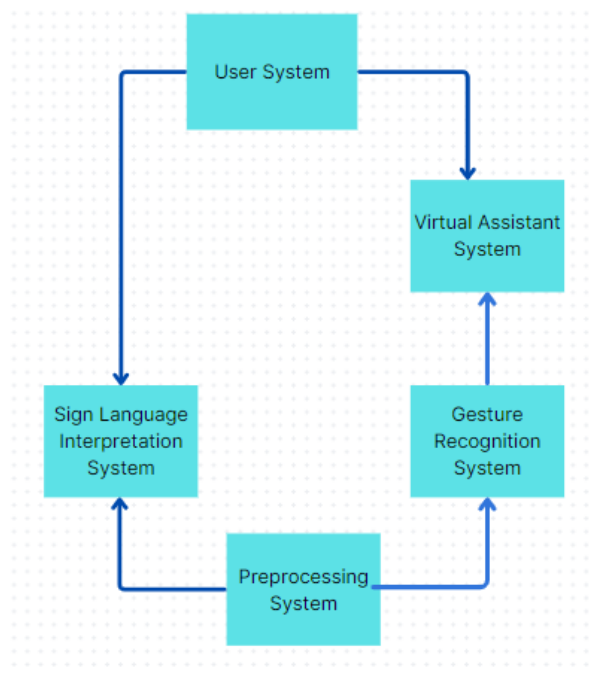 User System
Virtual Assistant
System
Sign Language
Interpretation
System
Gesture
Recognition
System
Preprocessing
System